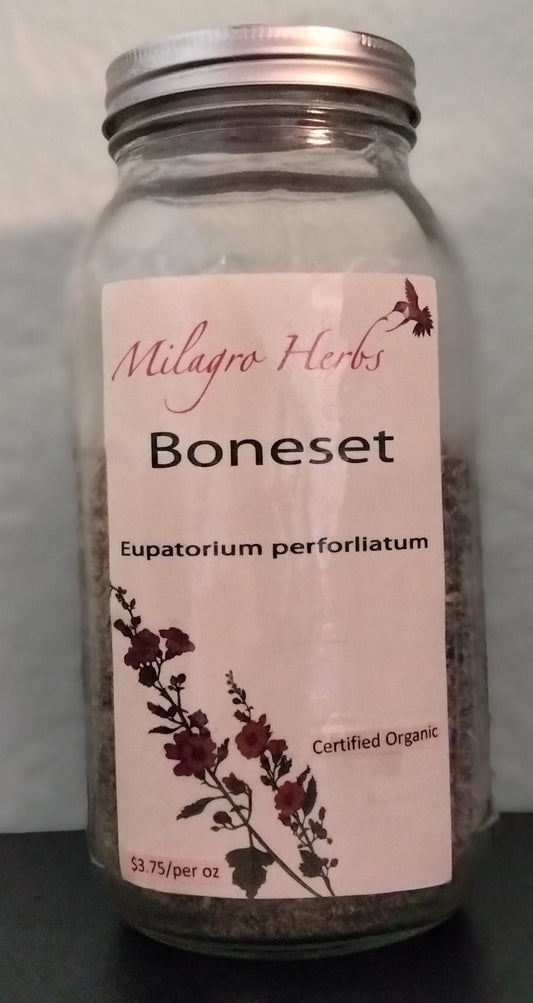 Milagro Herbs
Boneset
Eupatorium perforliatum
Certified Organic
$3.75/per oz